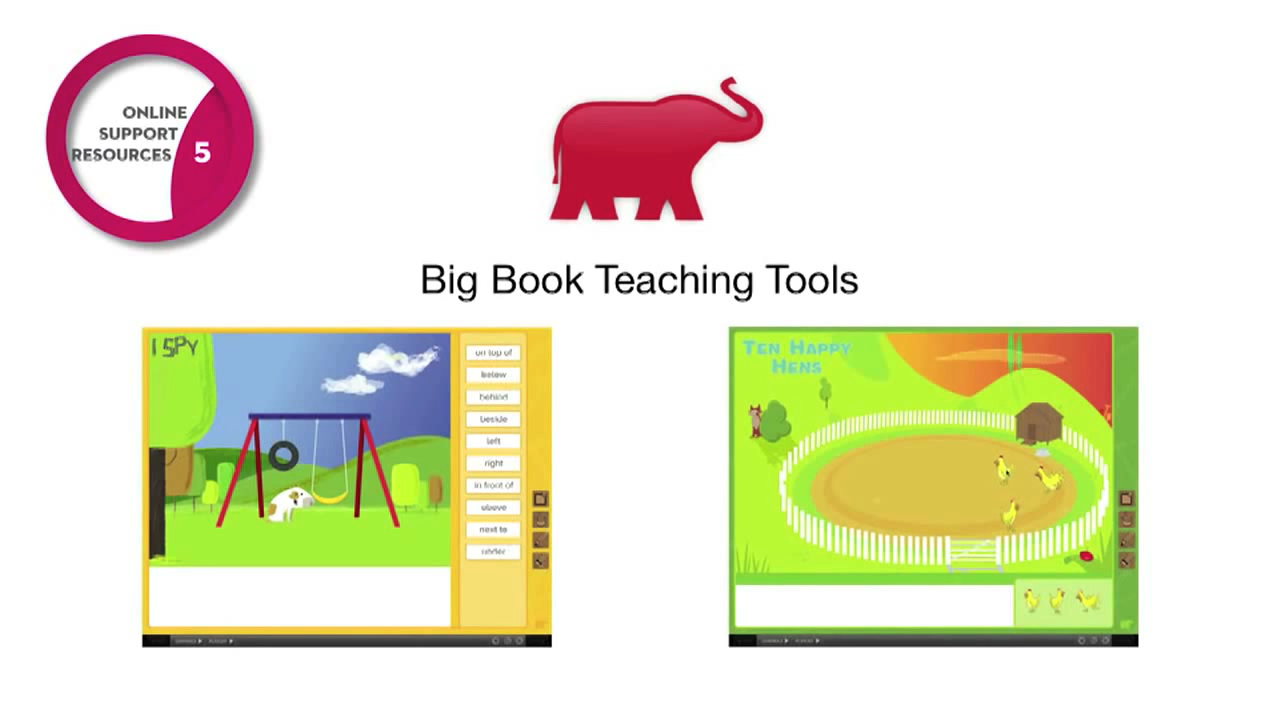 ONLINE
SUPPORT
RESOURCES 5
Big Book Teaching Tools
I SPY
on top of
below
behind
beside
left
right
in front of
above
next to
under
TEN HAPPY
HENS